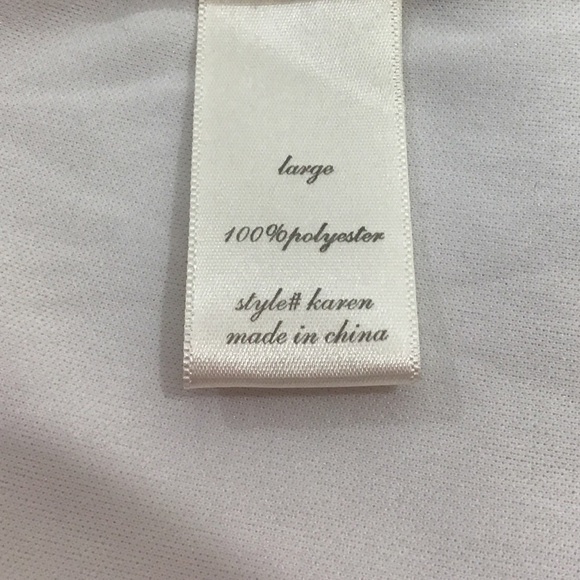 large
100%polyester
style# karen
made in china